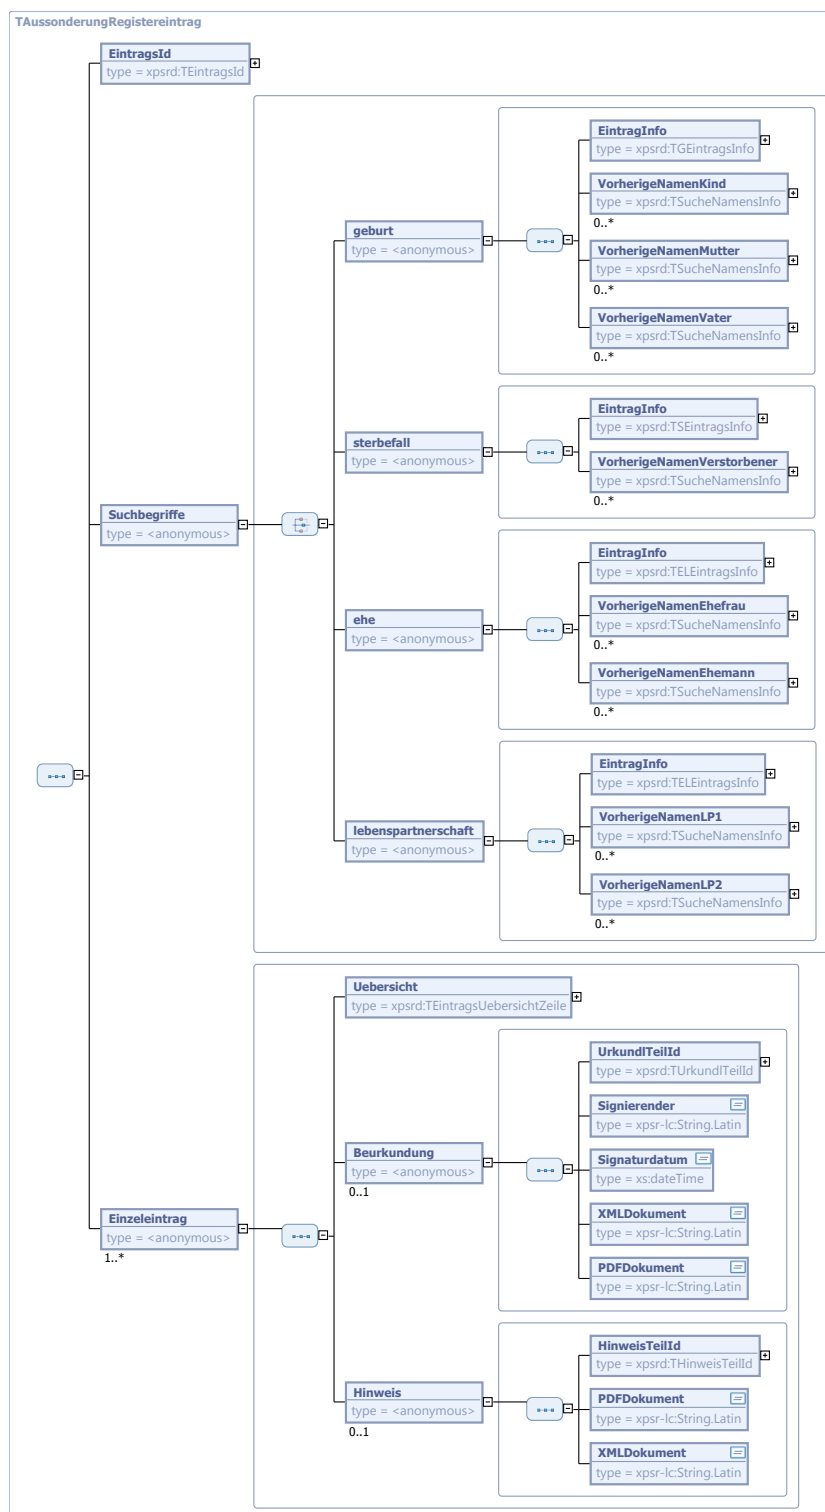 TAussonderungRegistereintrag
EintragsId
type = xpsrd:TEintragsId
EintragInfo
type = xpsrd:TGEintragsInfo
VorherigeNamenKind
type = xpsrd:TSucheNamensInfo
0..*
geburt
type = <anonymous>
VorherigeNamenMutter
type = xpsrd:TSucheNamensInfo
0..*
VorherigeNamenVater
type = xpsrd:TSucheNamensInfo
0..*
EintragInfo
type = xpsrd:TSEintragsInfo
sterbefall
type = <anonymous>
VorherigeNamenVerstorbener
type = xpsrd:TSucheNamensInfo
0..*
Suchbegriffe
type = <anonymous>
EintragInfo
type = xpsrd:TELEintragsInfo
VorherigeNamenEhefrau
type = xpsrd:TSucheNamensInfo
0..*
ehe
type = <anonymous>
VorherigeNamenEhemann
type = xpsrd:TSucheNamensInfo
0..*
EintragInfo
type = xpsrd:TELEintragsInfo
VorherigeNamenLP1
type = xpsrd:TSucheNamensInfo
0..*
lebenspartnerschaft
type = <anonymous>
VorherigeNamenLP2
type = xpsrd:TSucheNamensInfo
0..*
Uebersicht
type = xpsrd:TEintragsUebersichtZeile
UrkundlTeilId
type = xpsrd:TUrkundlTeilId
Signierender
type = xpsr-lc:String.Latin
Beurkundung
type = <anonymous>
0..1
Signaturdatum
type = xs:dateTime
XMLDokument
type = xpsr-lc:String.Latin
Einzeleintrag
type = <anonymous>
1..*
PDFDokument
type = xpsr-lc:String.Latin
HinweisTeilId
type = xpsrd:THinweisTeilId
Hinweis
type = <anonymous>
0..1
PDFDokument
type = xpsr-lc:String.Latin
XMLDokument
type = xpsr-lc:String.Latin